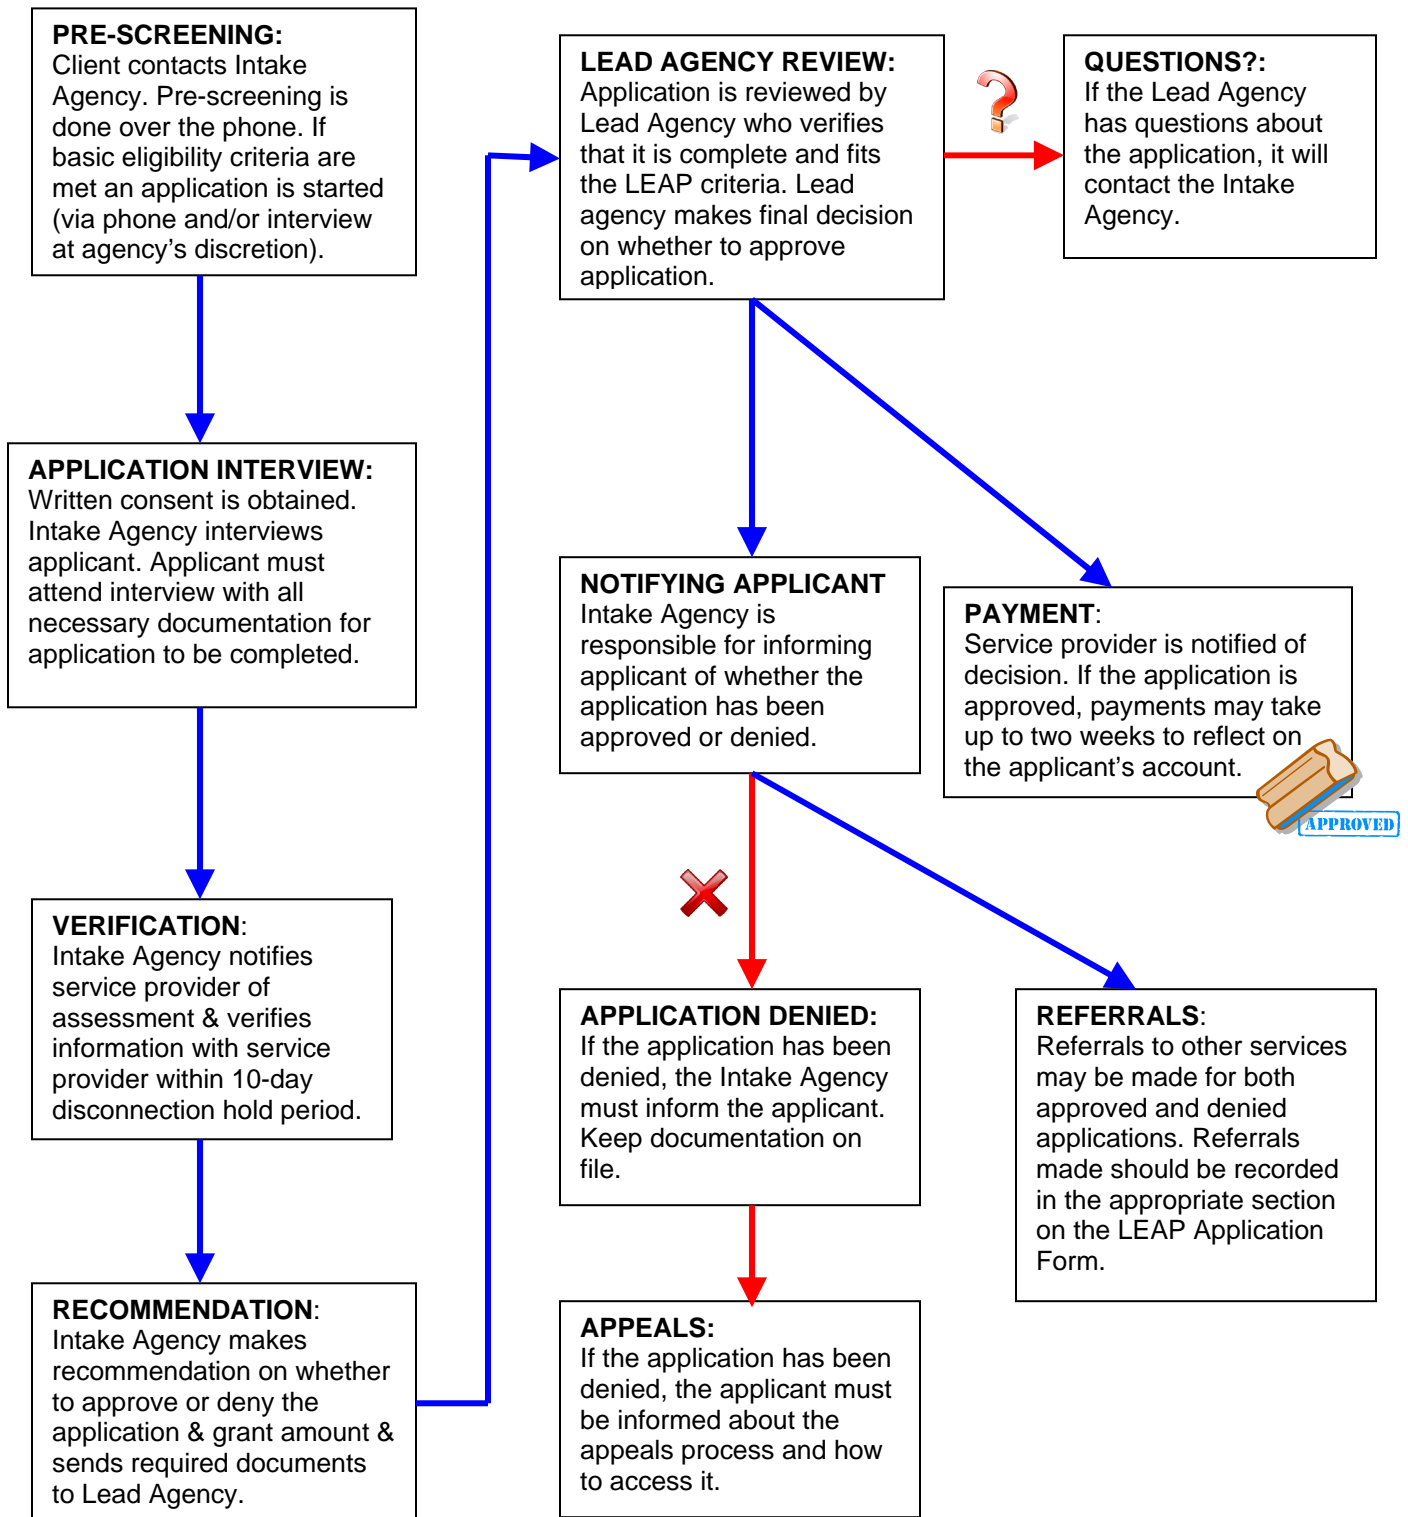 PRE-SCREENING:
Client contacts Intake
Agency. Pre-screening is
done over the phone. If
basic eligibility criteria are
met an application is started
(via phone and/or interview
at agency's discretion).
APPLICATION INTERVIEW:
Written consent is obtained.
Intake Agency interviews
applicant. Applicant must
attend interview with all
necessary documentation for
application to be completed.
VERIFICATION:
Intake Agency notifies
service provider of
assessment & verifies
information with service
provider within 10-day
disconnection hold period.
RECOMMENDATION:
Intake Agency makes
recommendation on whether
to approve or deny the
application & grant amount &
sends required documents
to Lead Agency.
LEAD AGENCY REVIEW:
Application is reviewed by
Lead Agency who verifies
that it is complete and fits
the LEAP criteria. Lead
agency makes final decision
on whether to approve
application.
?
QUESTIONS?:
If the Lead Agency
has questions about
the application, it will
contact the Intake
Agency.
NOTIFYING APPLICANT
Intake Agency is
responsible for informing
applicant of whether the
application has been
approved or denied.
PAYMENT:
Service provider is notified of
decision. If the application is
approved, payments may take
up to two weeks to reflect on
the applicant's account.
APPROVED
APPLICATION DENIED:
If the application has been
denied, the Intake Agency
must inform the applicant.
Keep documentation on
file.
REFERRALS:
Referrals to other services
may be made for both
approved and denied
applications. Referrals
made should be recorded
in the appropriate section
on the LEAP Application
Form.
APPEALS:
If the application has been
denied, the applicant must
be informed about the
appeals process and how
to access it.